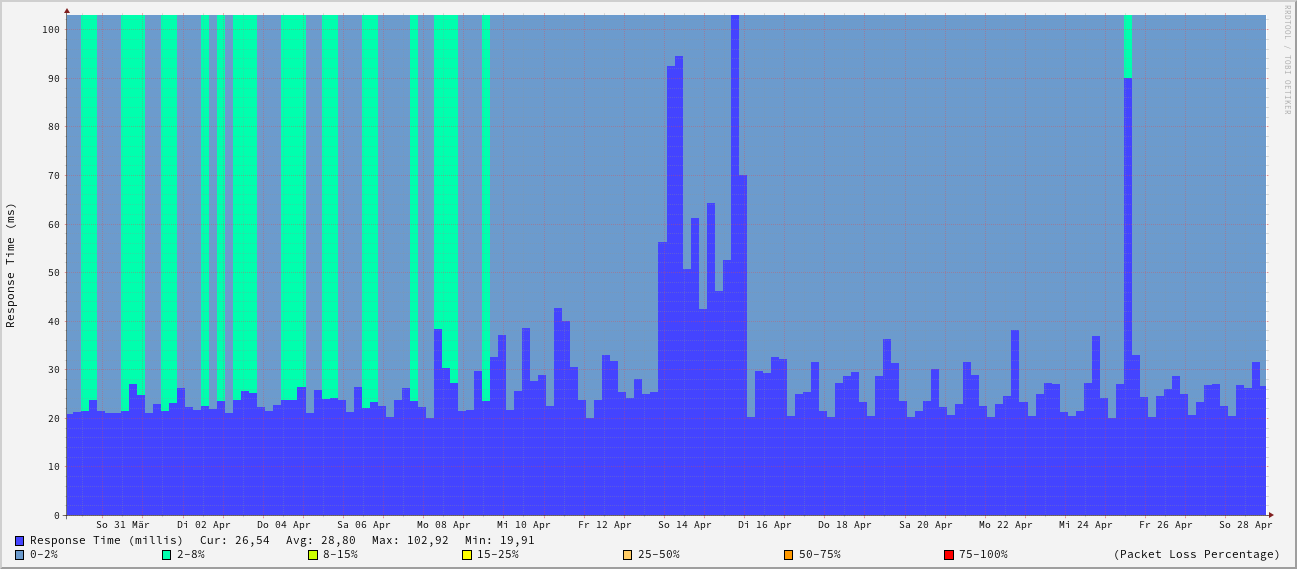 RRDTOOL / TOBI OETIKER
Response Time (ms)
100
90
80
70
60
50
40
30
20
10
0
So 31 Mär Di 02 Apr Do 04 Apr Sa 06 Apr Mo 08 Apr Mi 10 Apr Fr 12 Apr So 14 Apr Di 16 Apr Do 18 Apr Sa 20 Apr Mo 22 Apr Mi 24 Apr Fr 26 Apr So 28 Apr
Response Time (millis) Cur: 26,54 Avg: 28,80 Max: 102,92 Min: 19,91
0-2% 2-8% 8-15% 15-25% 25-50% 50-75% 75-100% (Packet Loss Percentage)